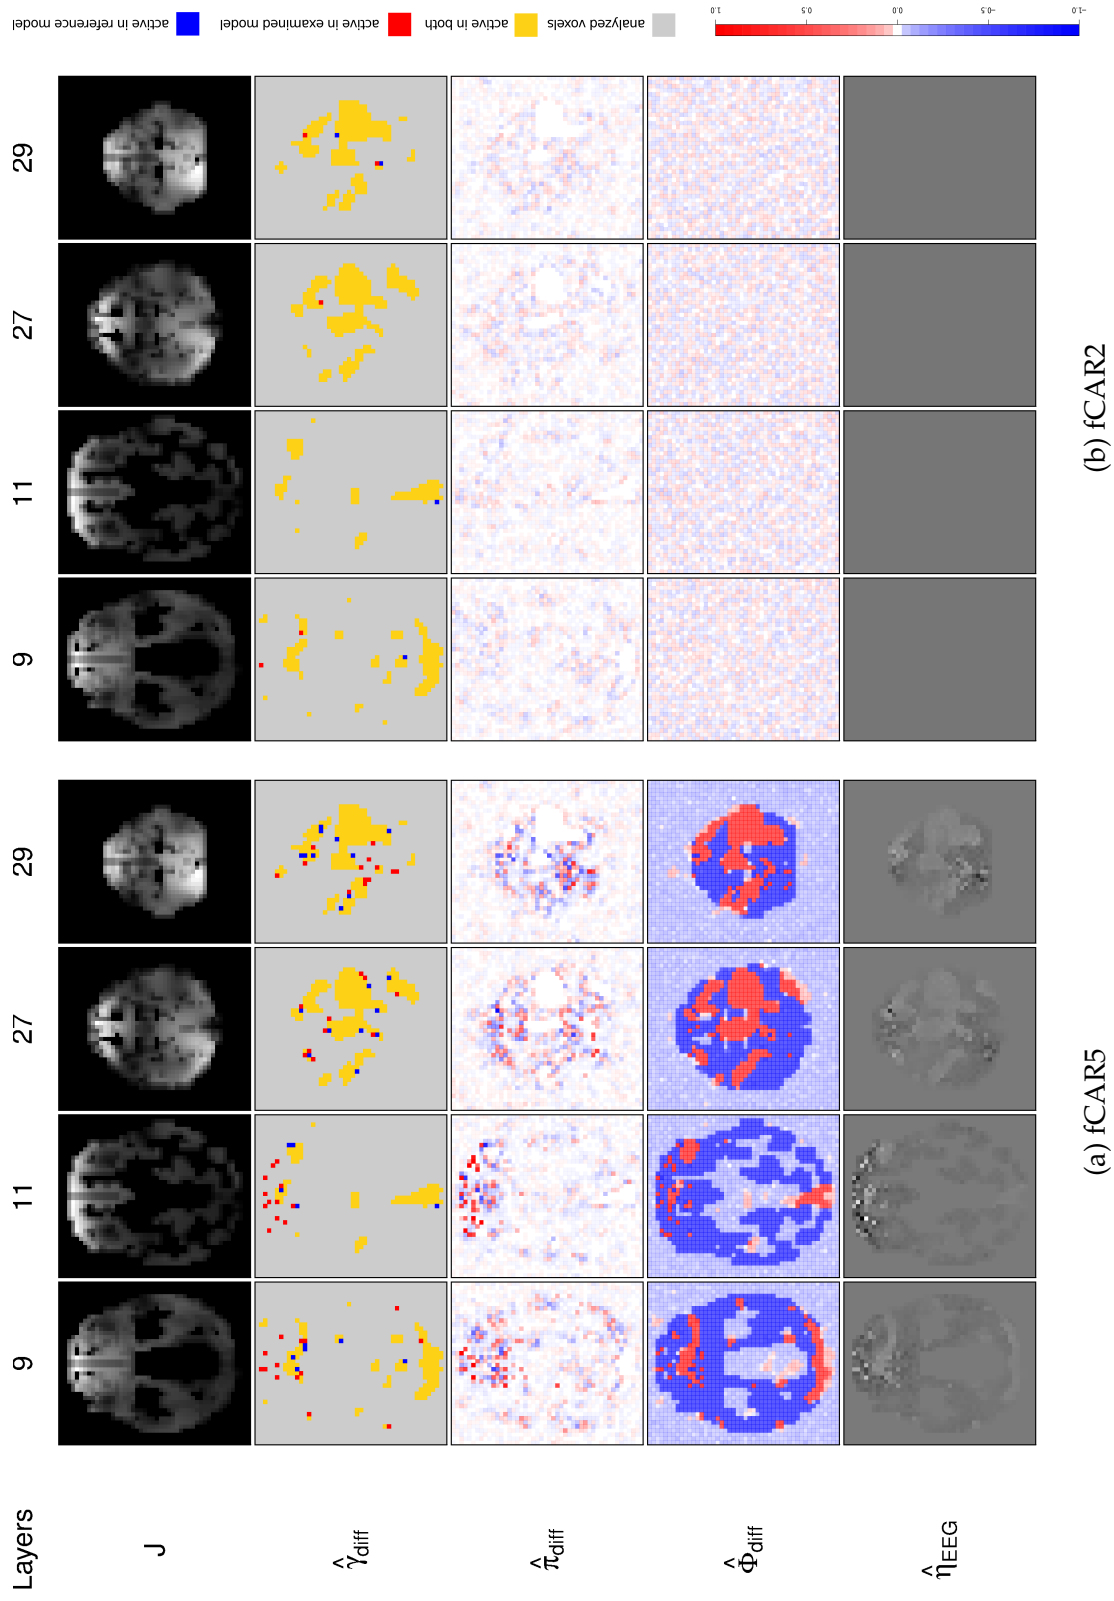 Layers
9
11
27
29
9
11
27
29
J
γ̂diff
π̂diff
Φ̂diff
η̂EEG
(a) fCAR5
(b) fCAR2
active in reference model
active in examined model
active in both
analyzed voxels
1.0
0.5
0.0
−0.5
−1.0